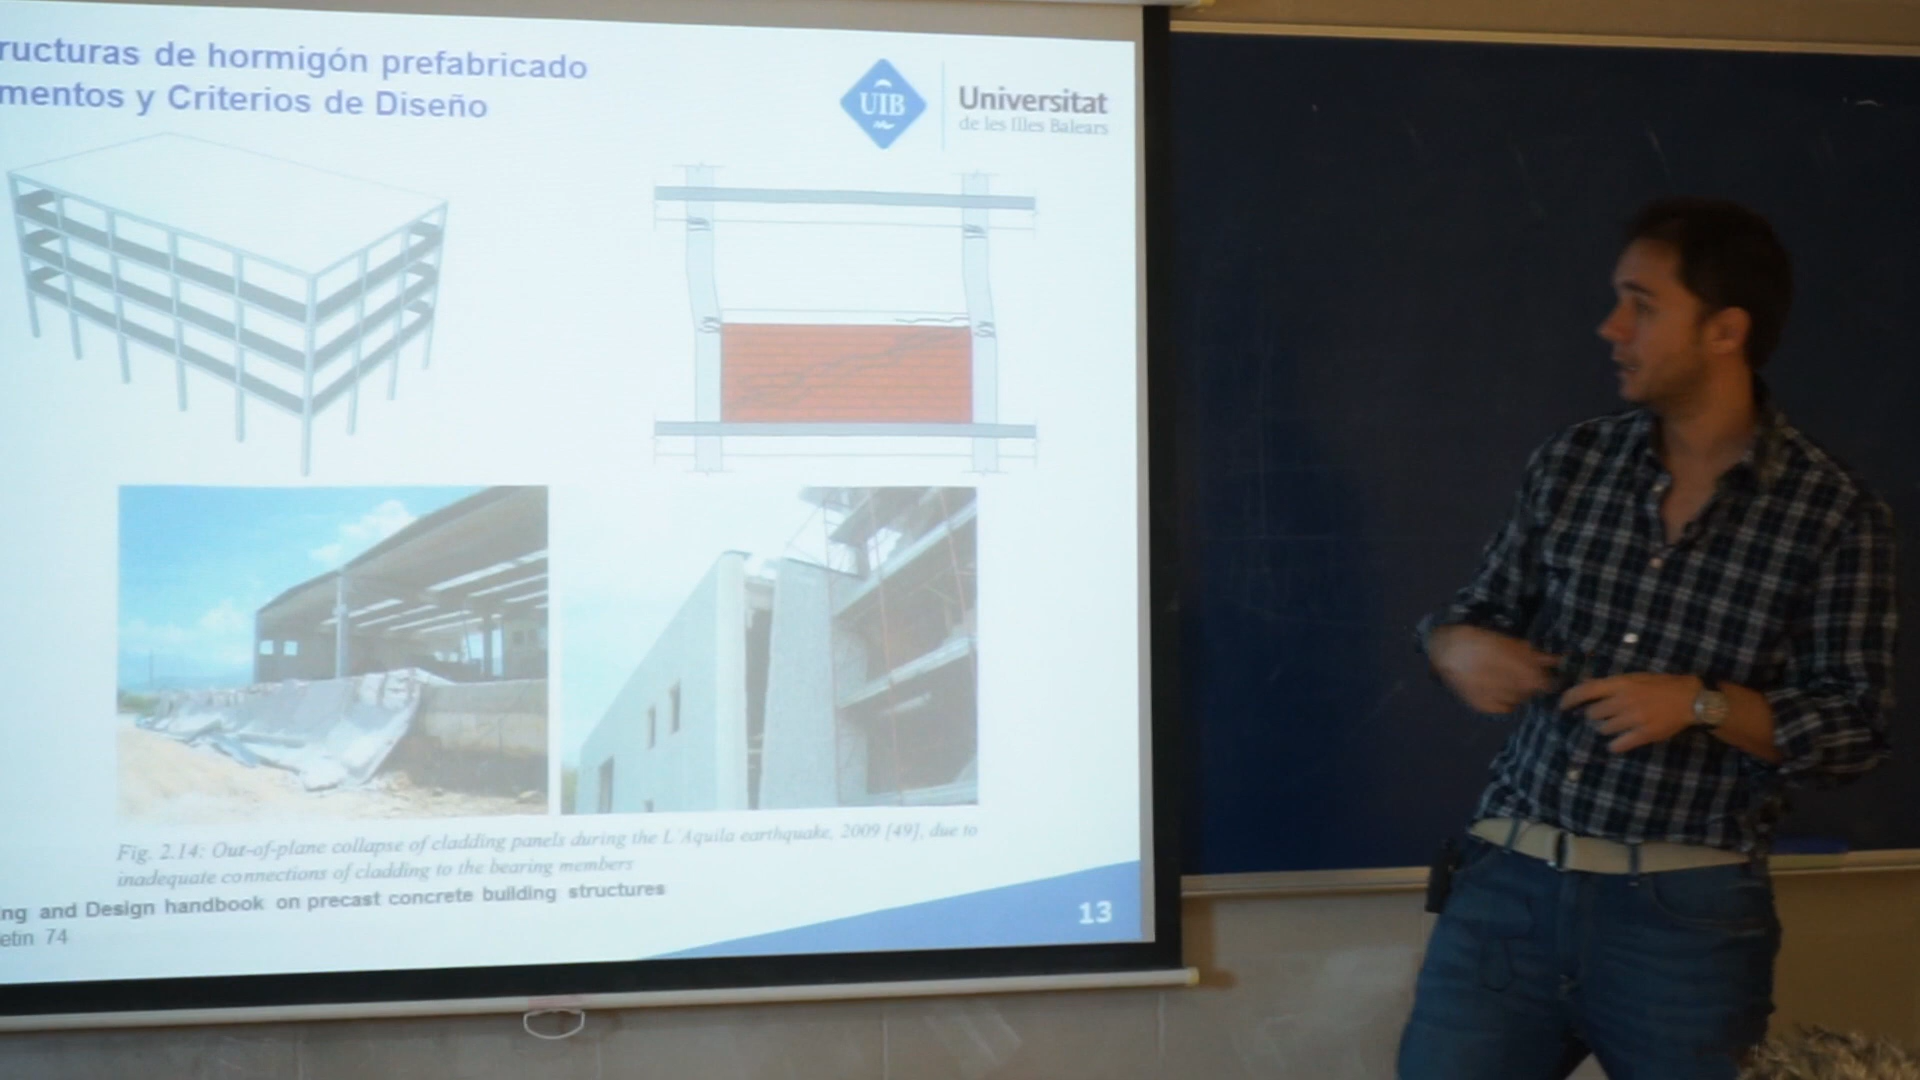 ructuras de hormigón prefabricado
mentos y Criterios de Diseño
UIB
Universitat
de les Illes Balears
Fig. 2.14: Out-of-plane collapse of cladding panels during the L'Aquila earthquake, 2009 [49], due to
inadequate connections of cladding to the bearing members
ng and Design handbook on precast concrete building structures
etin 74
13